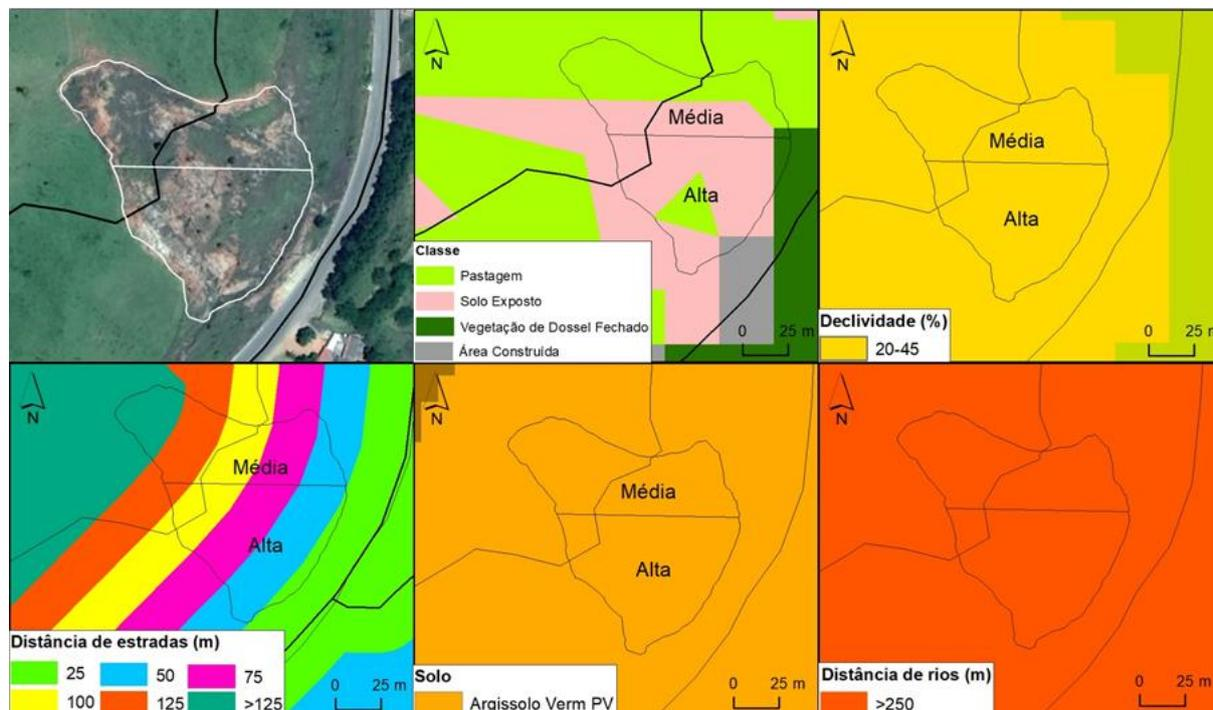 N
Média
Alta
Classe
Pastagem
Solo Exposto
Vegetação de Dossel Fechado
Área Construída
0 25 m
N
Média
Alta
Declividade (%)
20-45
0 25 m
N
Média
Alta
Distância de estradas (m)
25 50 75
100 125 >125
0 25 m
N
Média
Alta
Solo
Argissolo Verm PV
0 25 m
N
Distância de rios (m)
>250
0 25 m